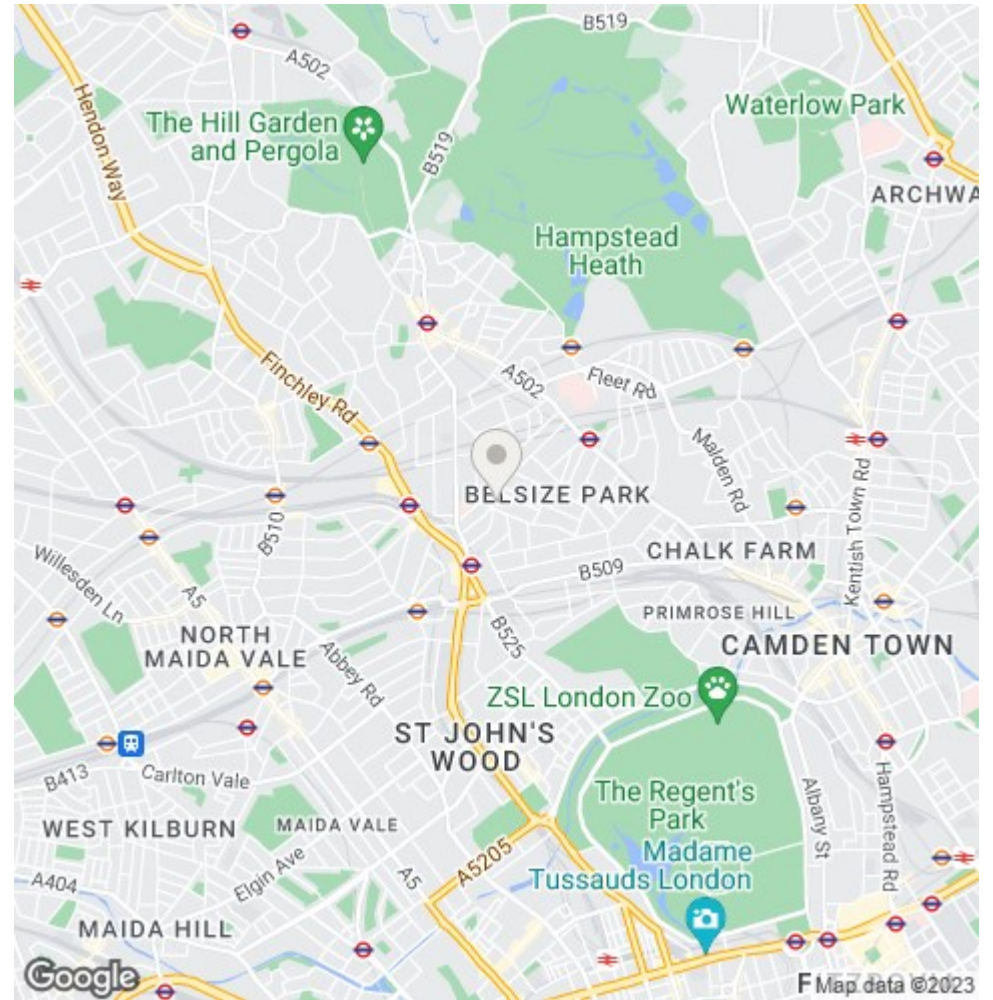 B519
A502
Hendon Way
The Hill Garden
and Pergola
B519
Waterlow Park
ARCHWA
Hampstead
Heath
Finchley Rd
A502
Fleet Rd
Malden Rd
BELSIZE PARK
B510
Kentish Town Rd
Willesden Ln
A5
CHALK FARM
B509
PRIMROSE HILL
NORTH
MAIDA VALE
Abbey Rd
B525
CAMDEN TOWN
ZSL London Zoo
ST JOHN'S
WOOD
B413
Carlton Vale
The Regent's
Park
Albany St
Hampstead Rd
WEST KILBURN
MAIDA VALE
Madame
Tussauds London
A5205
Elgin Ave
A404
A5
MAIDA HILL
Google
Map data ©2023